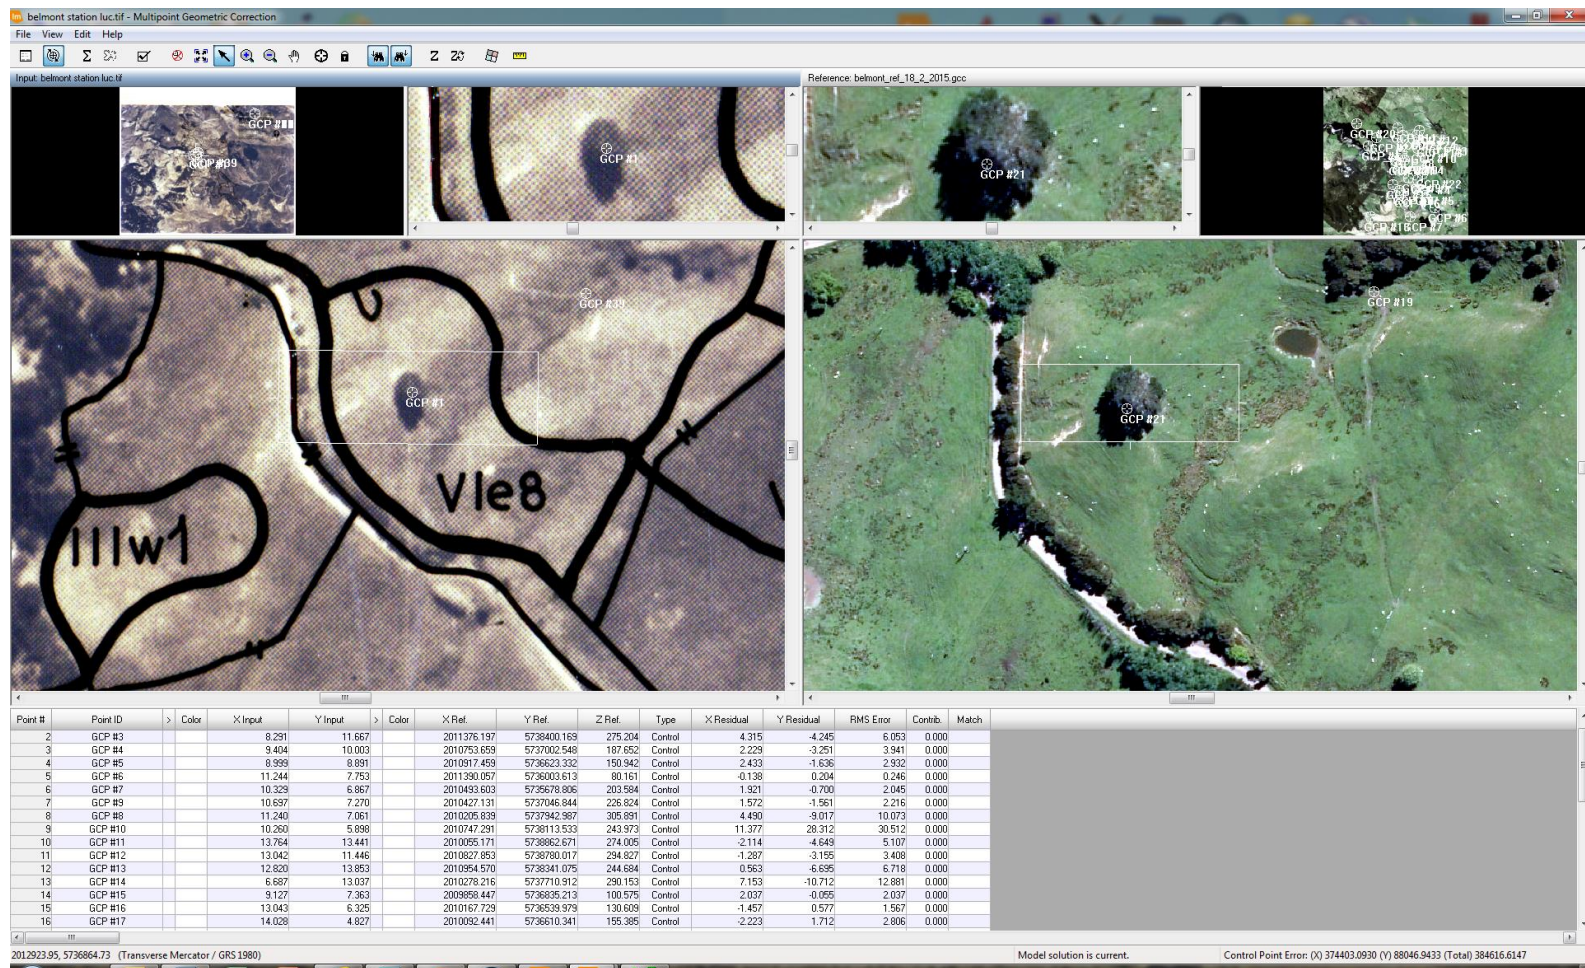 belmont station luc.tif - Multipoint Geometric Correction
File View Edit Help
Input: belmont station luc.tif
Reference: belmont_ref_18_2_2015.gcc
GCP #1
GCP #21
GCP #39
GCP #1
VIe8
IIIw1
GCP #19
GCP #21
Point # Point ID > Color X Input Y Input > Color X Ref. Y Ref. Z Ref. Type X Residual Y Residual RMS Error Contrib. Match
2 GCP #3 8.291 11.667 2011376.197 5738400.169 275.204 Control 4.315 -4.245 6.053 0.000
3 GCP #4 9.404 10.003 2010753.659 5737002.548 187.652 Control 2.229 -3.251 3.941 0.000
4 GCP #5 8.999 8.891 2010917.459 5736623.332 150.942 Control 2.433 -1.636 2.932 0.000
5 GCP #6 11.244 7.753 2011390.057 5736003.613 80.161 Control -0.138 0.204 0.246 0.000
6 GCP #7 10.329 6.867 2010493.603 5735678.806 203.584 Control 1.921 -0.700 2.045 0.000
7 GCP #9 10.697 7.270 2010427.131 5737046.844 226.824 Control 1.572 -1.561 2.216 0.000
8 GCP #8 11.240 7.061 2010205.839 5737942.987 305.891 Control 4.490 -9.017 10.073 0.000
9 GCP #10 10.260 5.898 2010747.291 5738113.533 243.973 Control 11.377 28.312 30.512 0.000
10 GCP #11 13.764 13.441 2010055.171 5738862.671 274.005 Control -2.114 -4.649 5.107 0.000
11 GCP #12 13.042 11.446 2010827.853 5738780.017 294.827 Control -1.287 -3.155 3.408 0.000
12 GCP #13 12.820 13.853 2010954.570 5738341.075 244.684 Control 0.563 -6.695 6.718 0.000
13 GCP #14 6.687 13.037 2010278.216 5737710.912 290.153 Control 7.153 -10.712 12.881 0.000
14 GCP #15 9.127 7.363 2009858.447 5736835.213 100.575 Control 2.037 -0.055 2.037 0.000
15 GCP #16 13.043 6.325 2010167.729 5736539.979 130.609 Control -1.457 0.577 1.567 0.000
16 GCP #17 14.028 4.827 2010092.441 5736610.341 155.385 Control -2.223 1.712 2.806 0.000
2012923.95, 5736864.73 (Transverse Mercator / GRS 1980)
Model solution is current.
Control Point Error: (X) 374403.0930 (Y) 88046.9433 (Total) 384616.6147